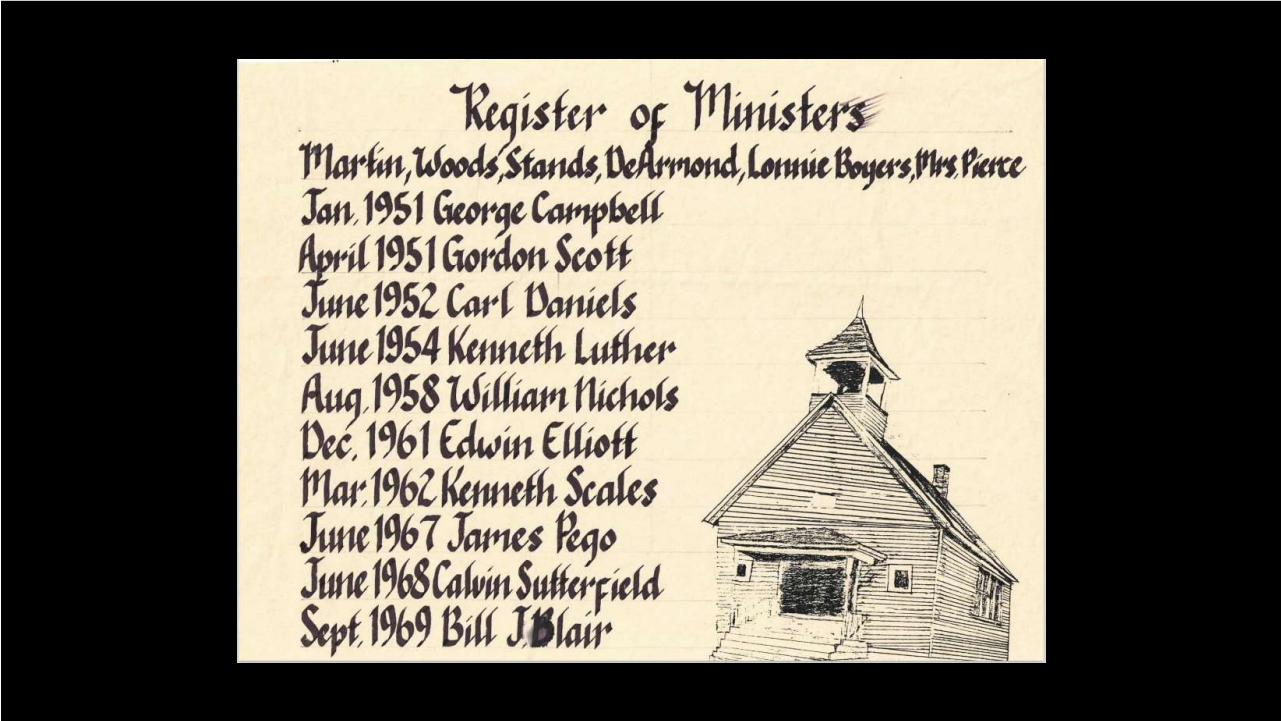 Register of Ministers
Martin, Woods, Stands, DeArmond, Lonnie Boyers, Mrs. Pierce
Jan. 1951 George Campbell
April 1951 Gordon Scott
June 1952 Carl Daniels
June 1954 Kenneth Luther
Aug. 1958 William Nichols
Dec. 1961 Edwin Elliott
Mar. 1962 Kenneth Scales
June 1967 James Pego
June 1968 Calvin Sutterfield
Sept. 1969 Bill J. Blair